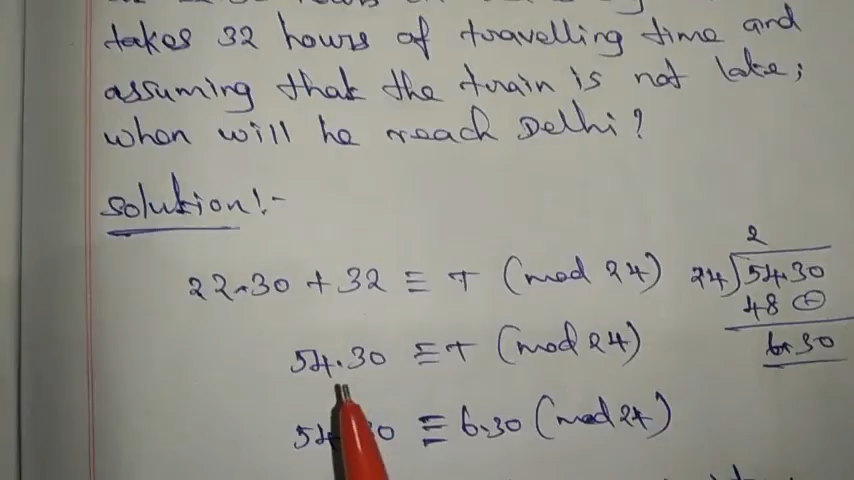 takes 32 hours of travelling time and
assuming that the train is not late;
when will he reach Delhi?
solution:-
22.30 + 32 ≡ T (mod 24)
2
24)54.30
48 (-)
6.30
54.30 ≡ T (mod 24)
≡ 6.30 (mod 24)